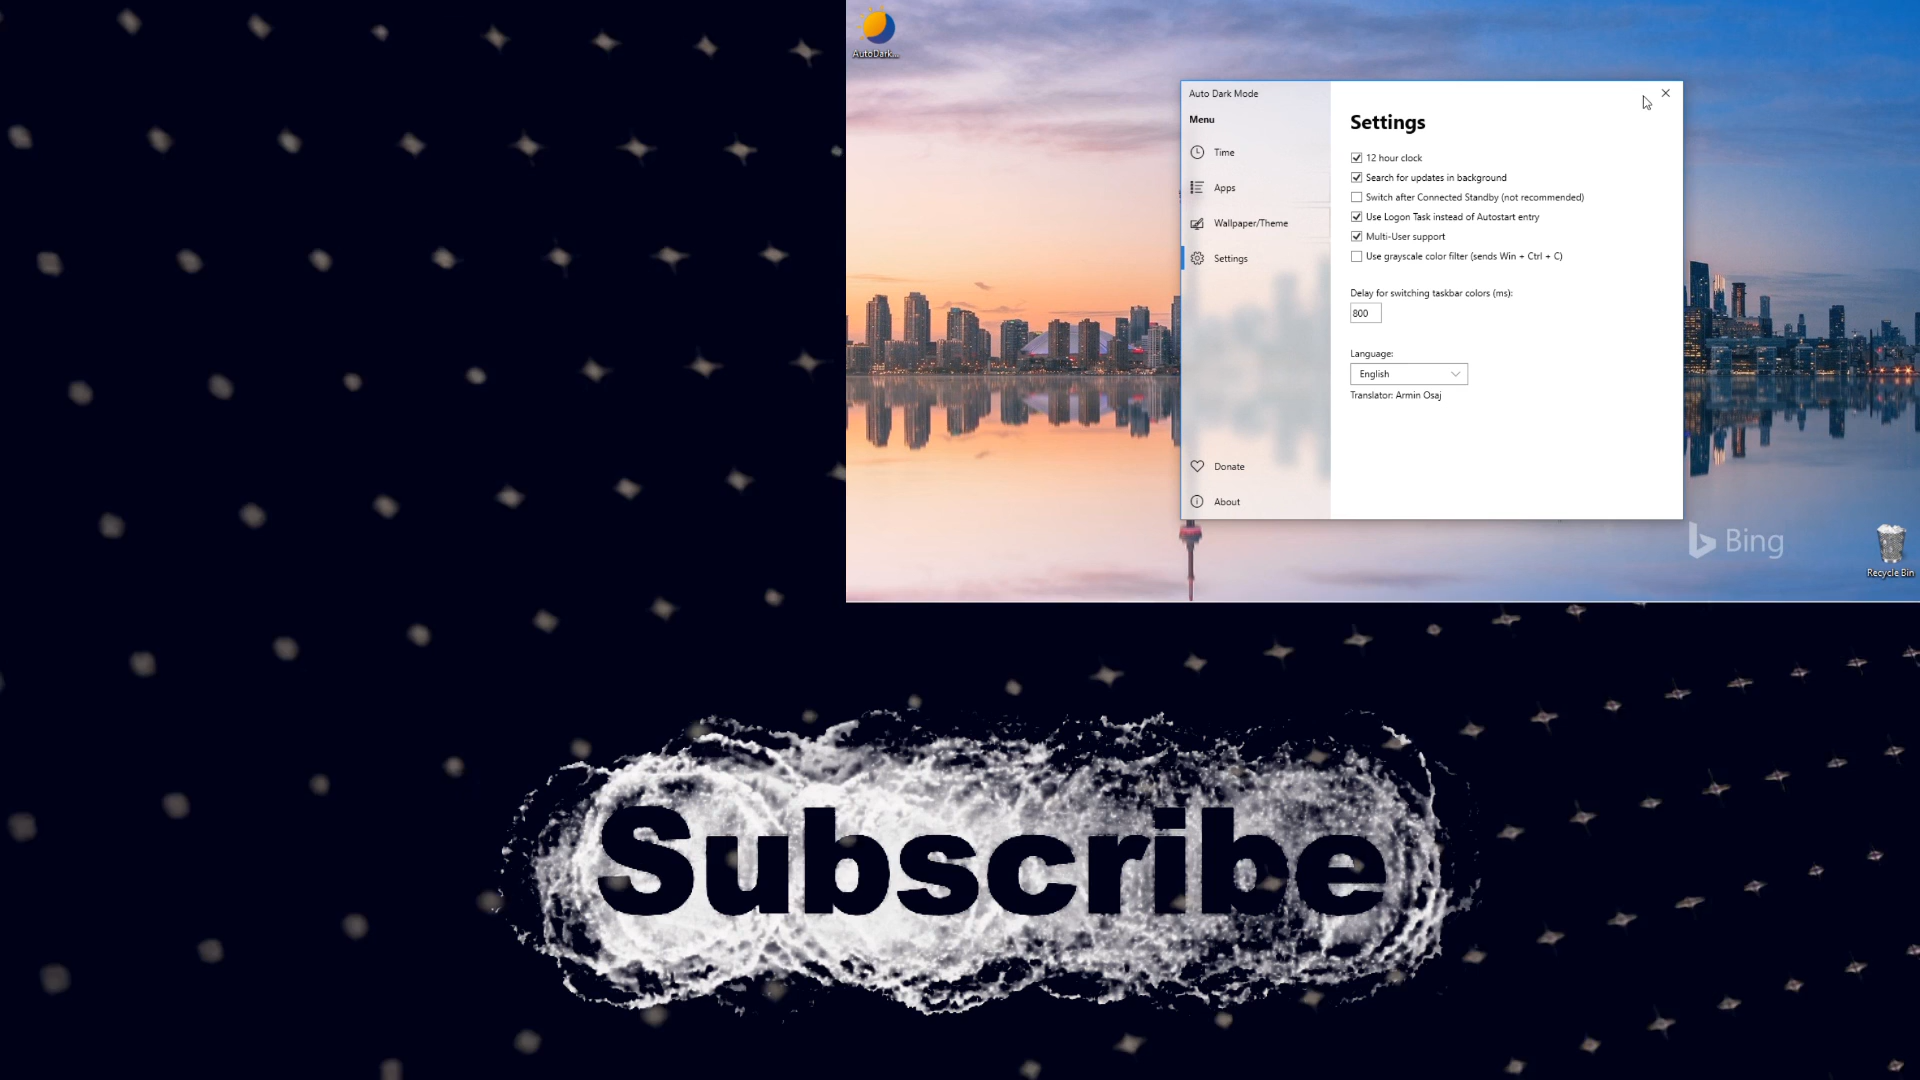 AutoDark...
Auto Dark Mode
Menu
Time
Apps
Wallpaper/Theme
Settings
Donate
About
Settings
12 hour clock
Search for updates in background
Switch after Connected Standby (not recommended)
Use Logon Task instead of Autostart entry
Multi-User support
Use grayscale color filter (sends Win + Ctrl + C)
Delay for switching taskbar colors (ms):
800
Language:
English
Translator: Armin Osaj
Bing
Recycle Bin
Subscribe